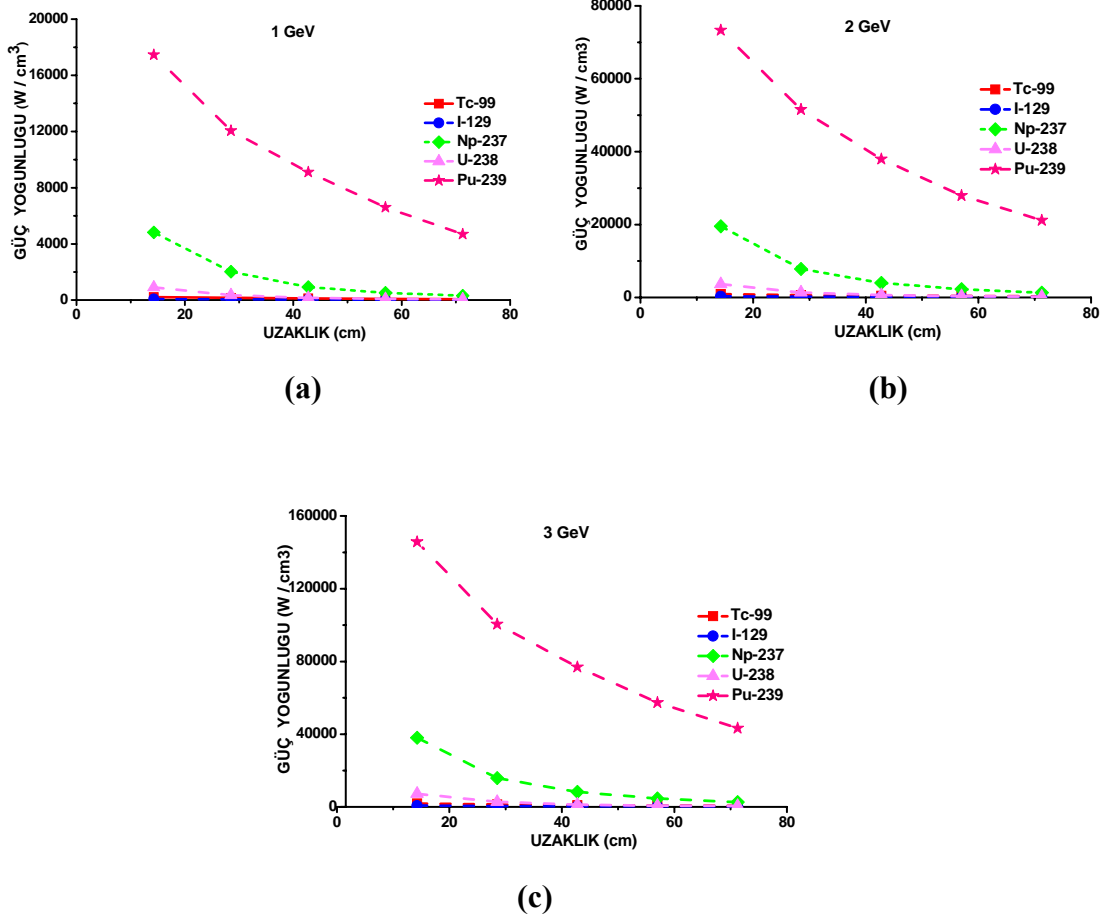 1 GeV
GÜÇ YOGUNLUGU (W / cm3)
20000
16000
12000
8000
4000
0
0 20 40 60 80
UZAKLIK (cm)
Tc-99
I-129
Np-237
U-238
Pu-239
(a)
2 GeV
GÜÇ YOGUNLUGU (W / cm3)
80000
60000
40000
20000
0
0 20 40 60 80
UZAKLIK (cm)
Tc-99
I-129
Np-237
U-238
Pu-239
(b)
3 GeV
GÜÇ YOGUNLUGU (W / cm3)
160000
120000
80000
40000
0
0 20 40 60 80
UZAKLIK (cm)
Tc-99
I-129
Np-237
U-238
Pu-239
(c)